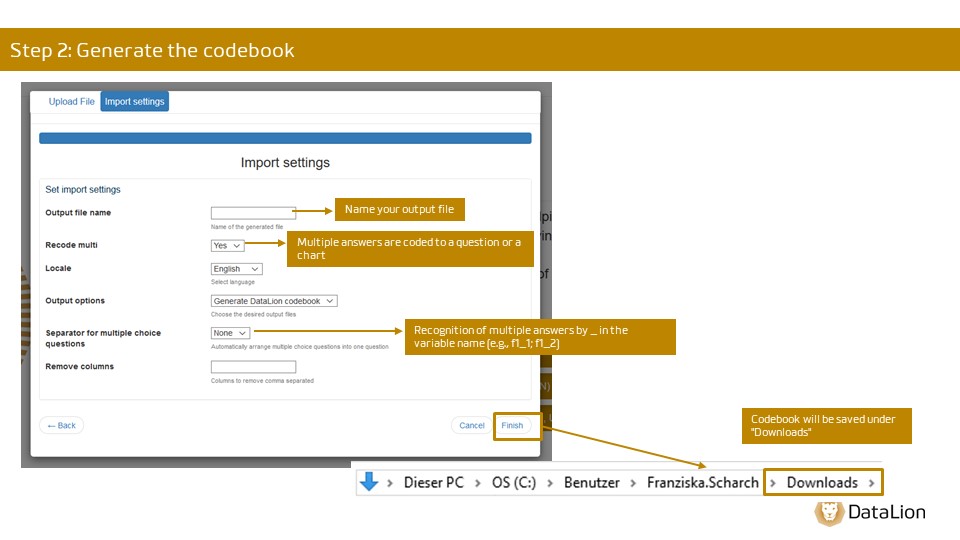 Step 2: Generate the codebook
Upload File Import settings
Import settings
Set import settings
Output file name
Name your output file
Name of the generated file
Recode multi
Yes
Multiple answers are coded to a question or a
chart
Locale
English
Select language
Output options
Generate DataLion codebook
Choose the desired output files
Separator for multiple choice
questions
None
Automatically arrange multiple choice questions into one question
Recognition of multiple answers by _ in the
variable name (e.g., f1_1; f1_2)
Remove columns
Columns to remove comma separated
← Back
Cancel
Finish
Codebook will be saved under
"Downloads"
> Dieser PC > OS (C:) > Benutzer > Franziska.Scharch > Downloads >
DataLion